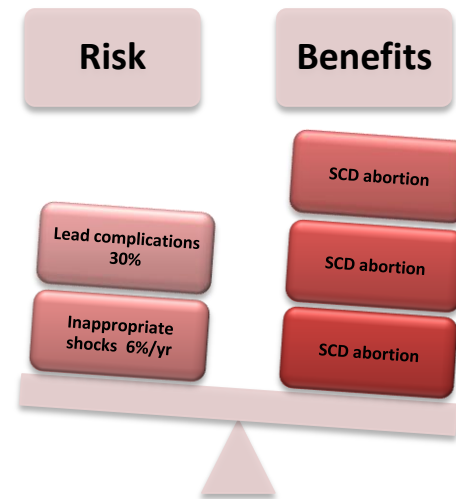 Risk
Benefits
SCD abortion
Lead complications
30%
SCD abortion
Inappropriate
shocks 6%/yr
SCD abortion